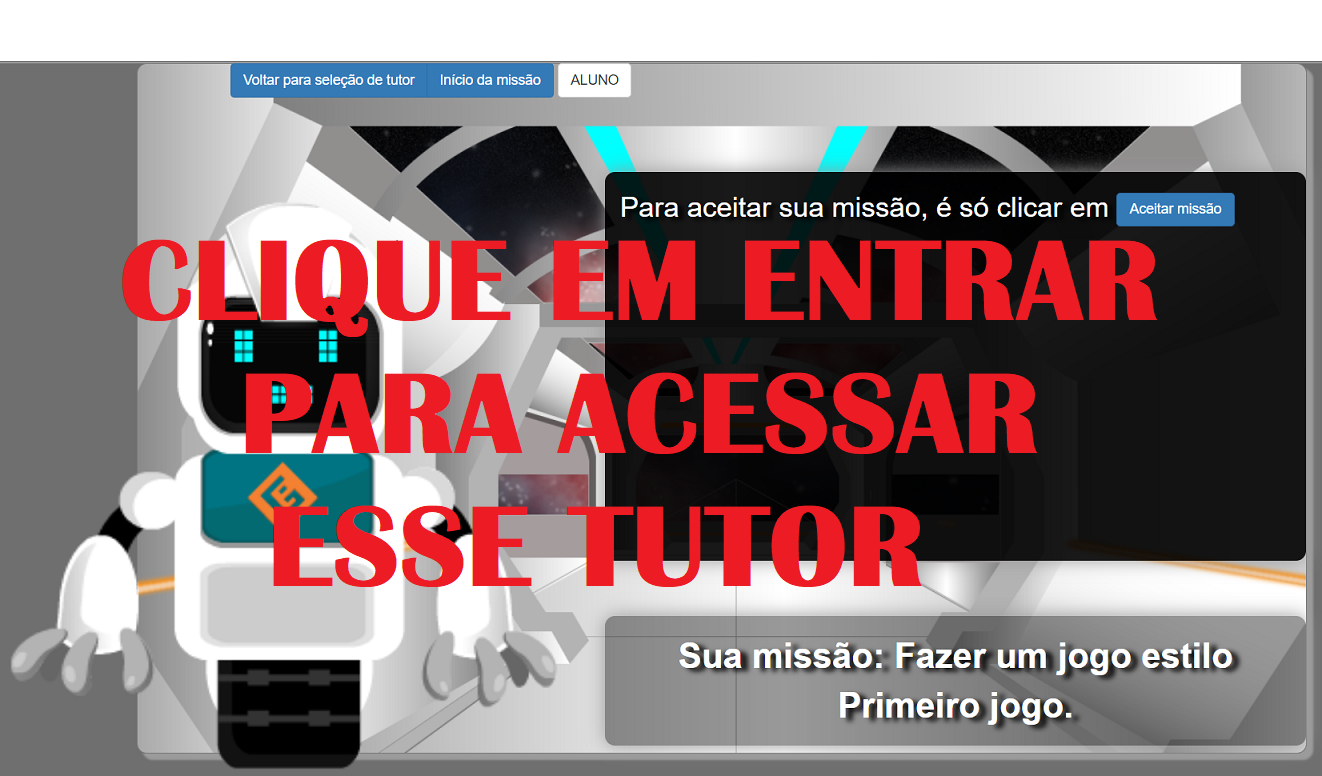 Voltar para seleção de tutor
Início da missão
ALUNO
Para aceitar sua missão, é só clicar em Aceitar missão
CLIQUE EM ENTRAR
PARA ACESSAR
ESSE TUTOR
Sua missão: Fazer um jogo estilo
Primeiro jogo.